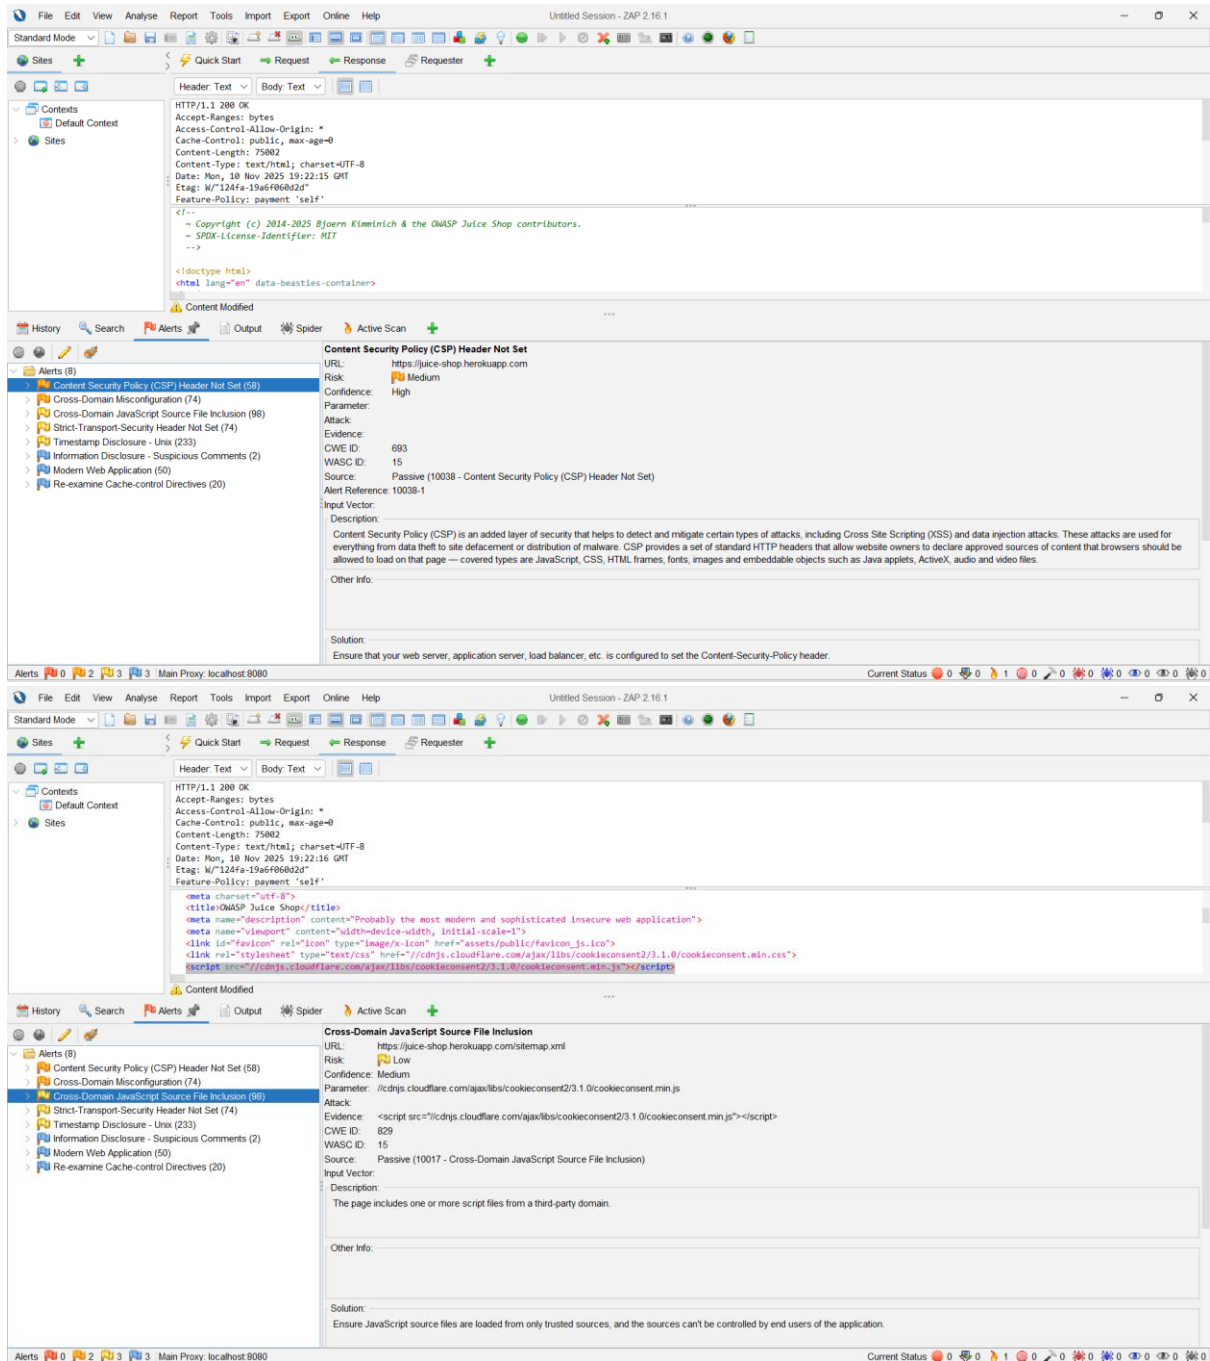 File Edit View Analyse Report Tools Import Export Online Help Untitled Session - ZAP 2.16.1
Standard Mode
Sites Quick Start Request Response Requester
Header: Text Body: Text
Contexts
Default Context
Sites
HTTP/1.1 200 OK
Accept-Ranges: bytes
Access-Control-Allow-Origin: *
Cache-Control: public, max-age=0
Content-Length: 75002
Content-Type: text/html; charset=UTF-8
Date: Mon, 10 Nov 2025 19:22:15 GMT
Etag: W/"124fa-19a6f060d2d"
Feature-Policy: payment 'self'
<!--
~ Copyright (c) 2014-2025 Bjoern Kimminich & the OWASP Juice Shop contributors.
~ SPDX-License-Identifier: MIT
-->
<!doctype html>
<html lang="en" data-beasties-container>
Content Modified
History Search Alerts Output Spider Active Scan
Alerts (8)
Content Security Policy (CSP) Header Not Set (58)
Cross-Domain Misconfiguration (74)
Cross-Domain JavaScript Source File Inclusion (98)
Strict-Transport-Security Header Not Set (74)
Timestamp Disclosure - Unix (233)
Information Disclosure - Suspicious Comments (2)
Modern Web Application (50)
Re-examine Cache-control Directives (20)
Content Security Policy (CSP) Header Not Set
URL: https://juice-shop.herokuapp.com
Risk: Medium
Confidence: High
Parameter:
Attack:
Evidence:
CWE ID: 693
WASC ID: 15
Source: Passive (10038 - Content Security Policy (CSP) Header Not Set)
Alert Reference: 10038-1
Input Vector:
Description:
Content Security Policy (CSP) is an added layer of security that helps to detect and mitigate certain types of attacks, including Cross Site Scripting (XSS) and data injection attacks. These attacks are used for
everything from data theft to site defacement or distribution of malware. CSP provides a set of standard HTTP headers that allow website owners to declare approved sources of content that browsers should be
allowed to load on that page — covered types are JavaScript, CSS, HTML frames, fonts, images and embeddable objects such as Java applets, ActiveX, audio and video files.
Other Info:
Solution:
Ensure that your web server, application server, load balancer, etc. is configured to set the Content-Security-Policy header.
Alerts 0 2 3 3 Main Proxy: localhost:8080 Current Status 0 0 1 0 0 0 0 0 0 0
File Edit View Analyse Report Tools Import Export Online Help Untitled Session - ZAP 2.16.1
Standard Mode
Sites Quick Start Request Response Requester
Header: Text Body: Text
Contexts
Default Context
Sites
HTTP/1.1 200 OK
Accept-Ranges: bytes
Access-Control-Allow-Origin: *
Cache-Control: public, max-age=0
Content-Length: 75002
Content-Type: text/html; charset=UTF-8
Date: Mon, 10 Nov 2025 19:22:16 GMT
Etag: W/"124fa-19a6f060d2d"
Feature-Policy: payment 'self'
<meta charset="utf-8">
<title>OWASP Juice Shop</title>
<meta name="description" content="Probably the most modern and sophisticated insecure web application">
<meta name="viewport" content="width=device-width, initial-scale=1">
<link id="favicon" rel="icon" type="image/x-icon" href="assets/public/favicon_js.ico">
<link rel="stylesheet" type="text/css" href="//cdnjs.cloudflare.com/ajax/libs/cookieconsent2/3.1.0/cookieconsent.min.css">
<script src="//cdnjs.cloudflare.com/ajax/libs/cookieconsent2/3.1.0/cookieconsent.min.js"></script>
Content Modified
History Search Alerts Output Spider Active Scan
Alerts (8)
Content Security Policy (CSP) Header Not Set (58)
Cross-Domain Misconfiguration (74)
Cross-Domain JavaScript Source File Inclusion (98)
Strict-Transport-Security Header Not Set (74)
Timestamp Disclosure - Unix (233)
Information Disclosure - Suspicious Comments (2)
Modern Web Application (50)
Re-examine Cache-control Directives (20)
Cross-Domain JavaScript Source File Inclusion
URL: https://juice-shop.herokuapp.com/sitemap.xml
Risk: Low
Confidence: Medium
Parameter: //cdnjs.cloudflare.com/ajax/libs/cookieconsent2/3.1.0/cookieconsent.min.js
Attack:
Evidence: <script src="//cdnjs.cloudflare.com/ajax/libs/cookieconsent2/3.1.0/cookieconsent.min.js"></script>
CWE ID: 829
WASC ID: 15
Source: Passive (10017 - Cross-Domain JavaScript Source File Inclusion)
Input Vector:
Description:
The page includes one or more script files from a third-party domain.
Other Info:
Solution:
Ensure JavaScript source files are loaded from only trusted sources, and the sources can't be controlled by end users of the application.
Alerts 0 2 3 3 Main Proxy: localhost:8080 Current Status 0 0 1 0 0 0 0 0 0 0